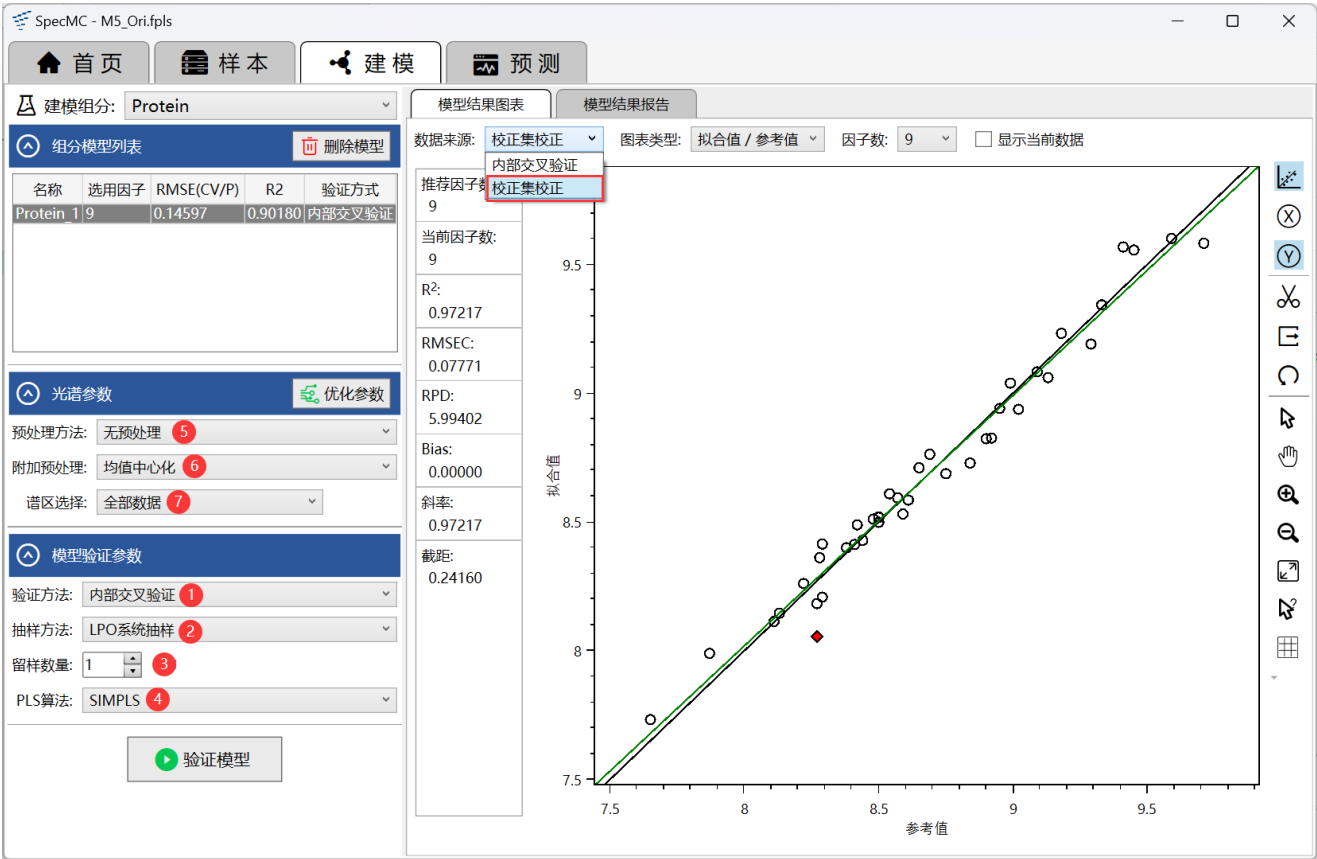 SpecMC - M5_Ori.fpls
首页 样本 建模 预测
建模组分: Protein
组分模型列表 删除模型
名称 选用因子 RMSE(CV/P) R2 验证方式
Protein_1 9 0.14597 0.90180 内部交叉验证
光谱参数 优化参数
预处理方法: 无预处理 5
附加预处理: 均值中心化 6
谱区选择: 全部数据 7
模型验证参数
验证方法: 内部交叉验证 1
抽样方法: LPO系统抽样 2
留样数量: 1 3
PLS算法: SIMPLS 4
验证模型
模型结果图表 模型结果报告
数据来源: 校正集校正 图表类型: 拟合值 / 参考值 因子数: 9 显示当前数据
内部交叉验证
校正集校正
推荐因子数
9
当前因子数:
9
R²:
0.97217
RMSEC:
0.07771
RPD:
5.99402
Bias:
0.00000
斜率:
0.97217
截距:
0.24160
拟合值
9.5
9
8.5
8
7.5
7.5 8 8.5 9 9.5
参考值
X
Y
?